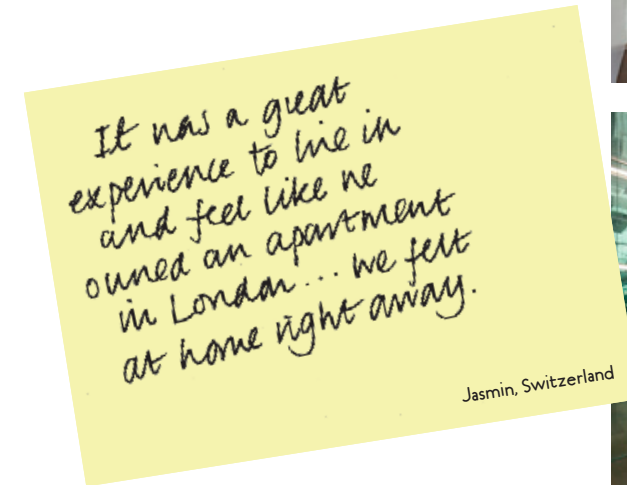 It was a great
experience to live in
and feel like we
owned an apartment
in London... we felt
at home right away.
Jasmin, Switzerland